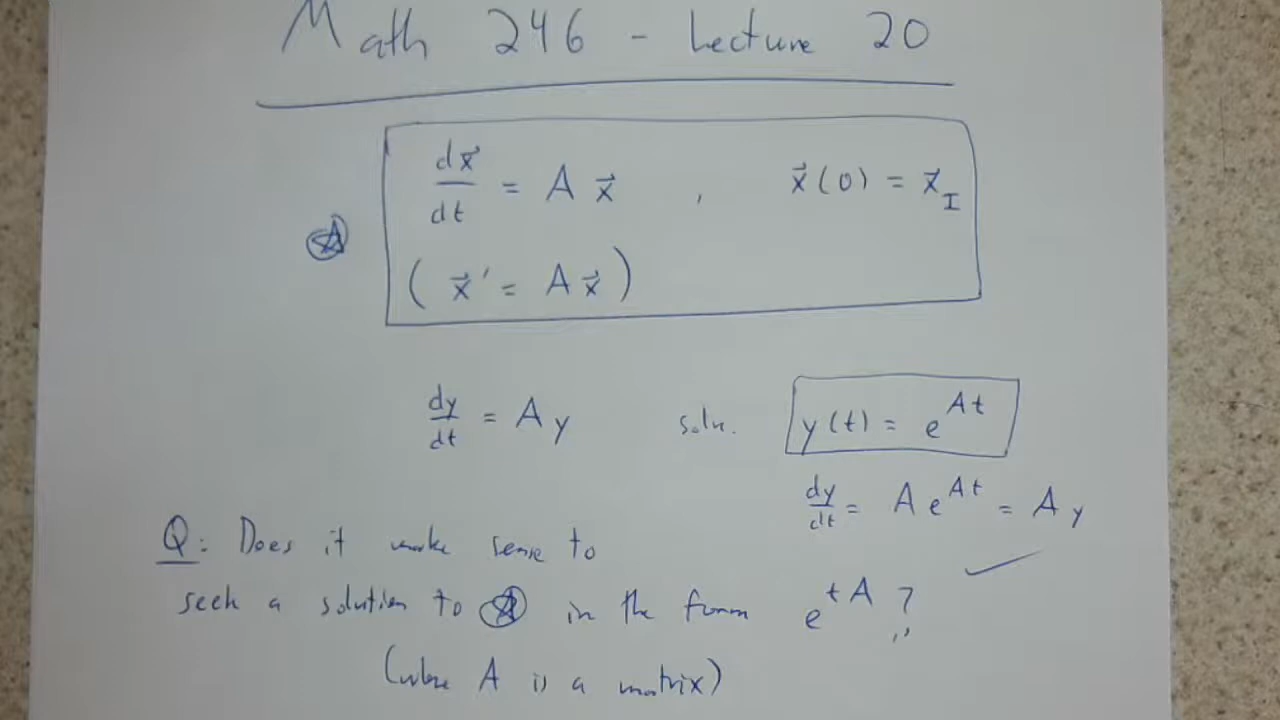 Math 246 - Lecture 20
dx⃗/dt = A x⃗ , x⃗(0) = x⃗_I
( x⃗' = A x⃗ )
dy/dt = A y soln. y(t) = e^{At}
dy/dt = A e^{At} = A y ✓
Q: Does it make sense to
seek a solution to ☆ in the form e^{tA} ?
(where A is a matrix)